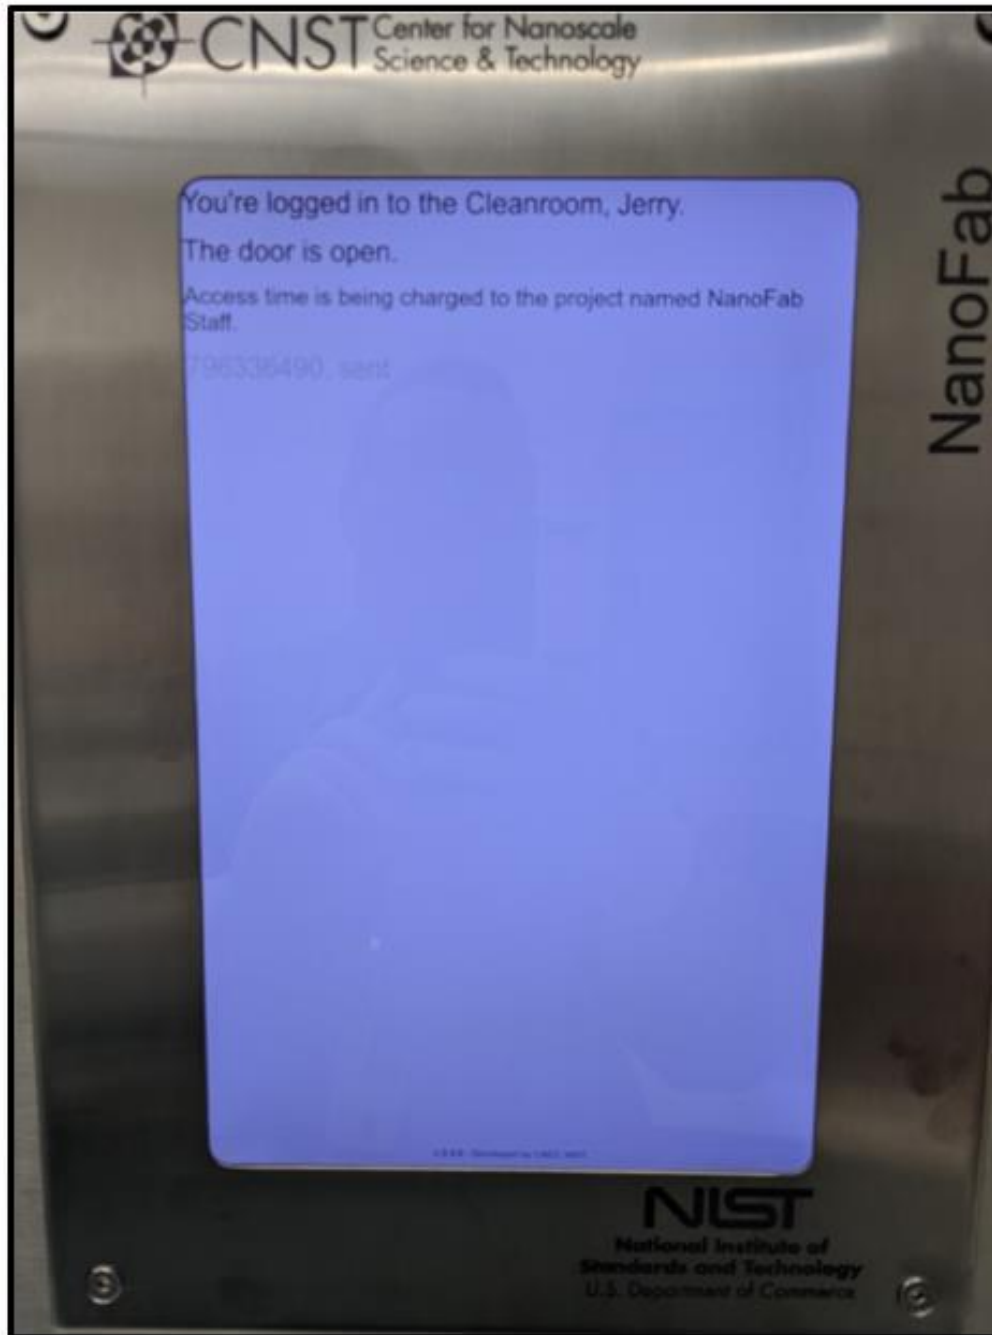 CNST Center for Nanoscale
Science & Technology
You're logged in to the Cleanroom, Jerry.
The door is open.
Access time is being charged to the project named NanoFab
Staff.
796336490. sent
NanoFab
NIST
National Institute of
Standards and Technology
U.S. Department of Commerce